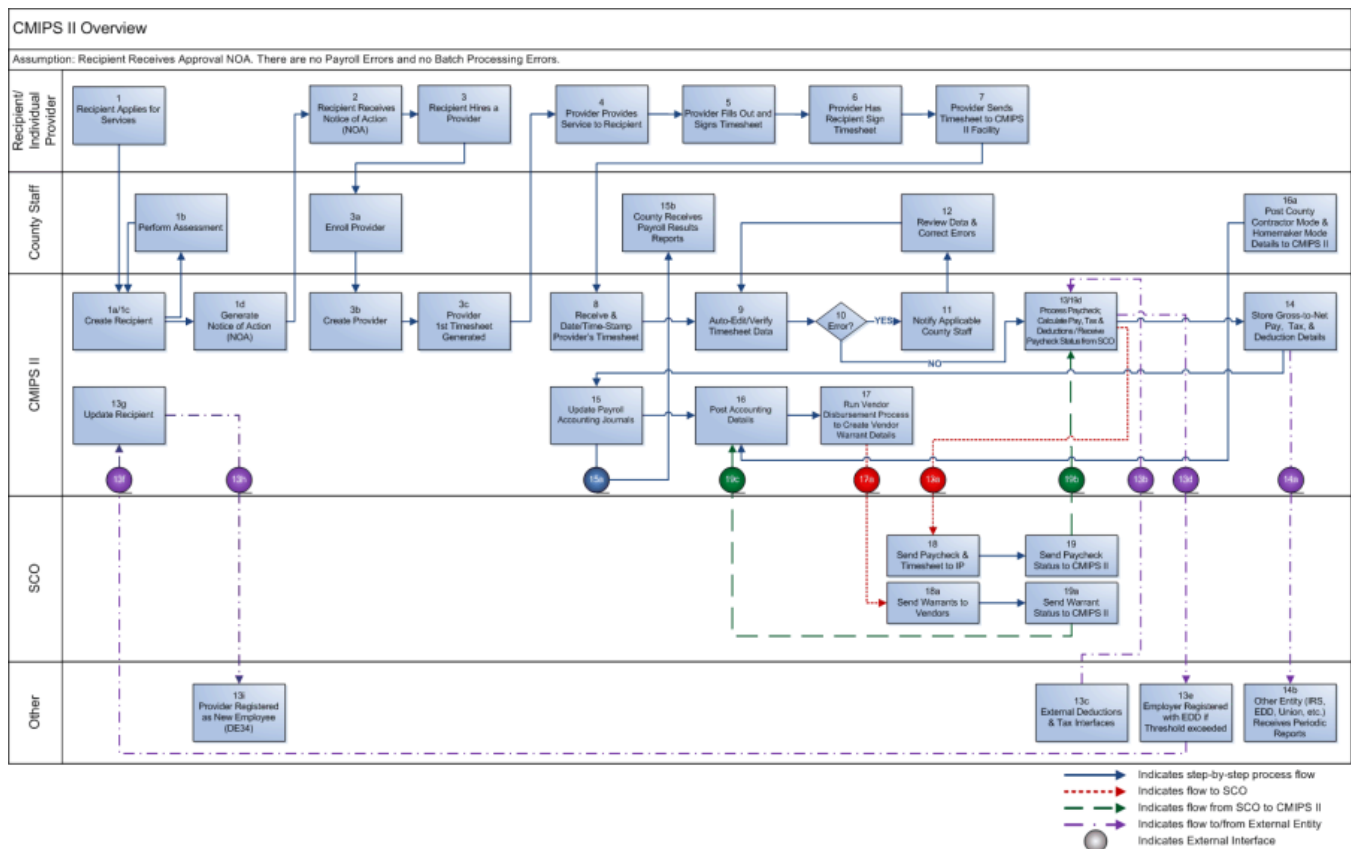 CMIPS II Overview
Assumption: Recipient Receives Approval NOA. There are no Payroll Errors and no Batch Processing Errors.
Recipient/
Individual
Provider
1
Recipient Applies for
Services
2
Recipient Receives
Notice of Action
(NOA)
3
Recipient Hires a
Provider
4
Provider Provides
Service to Recipient
5
Provider Fills Out and
Signs Timesheet
6
Provider Has
Recipient Sign
Timesheet
7
Provider Sends
Timesheet to CMIPS
II Facility
County Staff
1b
Perform Assessment
3a
Enroll Provider
15b
County Receives
Payroll Results
Reports
12
Review Data &
Correct Errors
16a
Post County
Contractor Mode &
Homemaker Mode
Details to CMIPS II
CMIPS II
1a/1c
Create Recipient
1d
Generate
Notice of Action
(NOA)
3b
Create Provider
3c
Provider
1st Timesheet
Generated
8
Receive &
Date/Time-Stamp
Provider's Timesheet
9
Auto-Edit/Verify
Timesheet Data
10
Error?
YES
NO
11
Notify Applicable
County Staff
13/19d
Process Paycheck;
Calculate Pay, Tax &
Deductions / Receive
Paycheck Status from SCO
14
Store Gross-to-Net
Pay, Tax, &
Deduction Details
13g
Update Recipient
15
Update Payroll
Accounting Journals
16
Post Accounting
Details
17
Run Vendor
Disbursement Process
to Create Vendor
Warrant Details
13f
13h
15a
19c
17a
13a
19b
13b
13d
14a
SCO
18
Send Paycheck &
Timesheet to IP
19
Send Paycheck
Status to CMIPS II
18a
Send Warrants to
Vendors
19a
Send Warrant
Status to CMIPS II
Other
13i
Provider Registered
as New Employee
(DE34)
13c
External Deductions
& Tax Interfaces
13e
Employer Registered
with EDD if
Threshold exceeded
14b
Other Entity (IRS,
EDD, Union, etc.)
Receives Periodic
Reports
Indicates step-by-step process flow
Indicates flow to SCO
Indicates flow from SCO to CMIPS II
Indicates flow to/from External Entity
Indicates External Interface